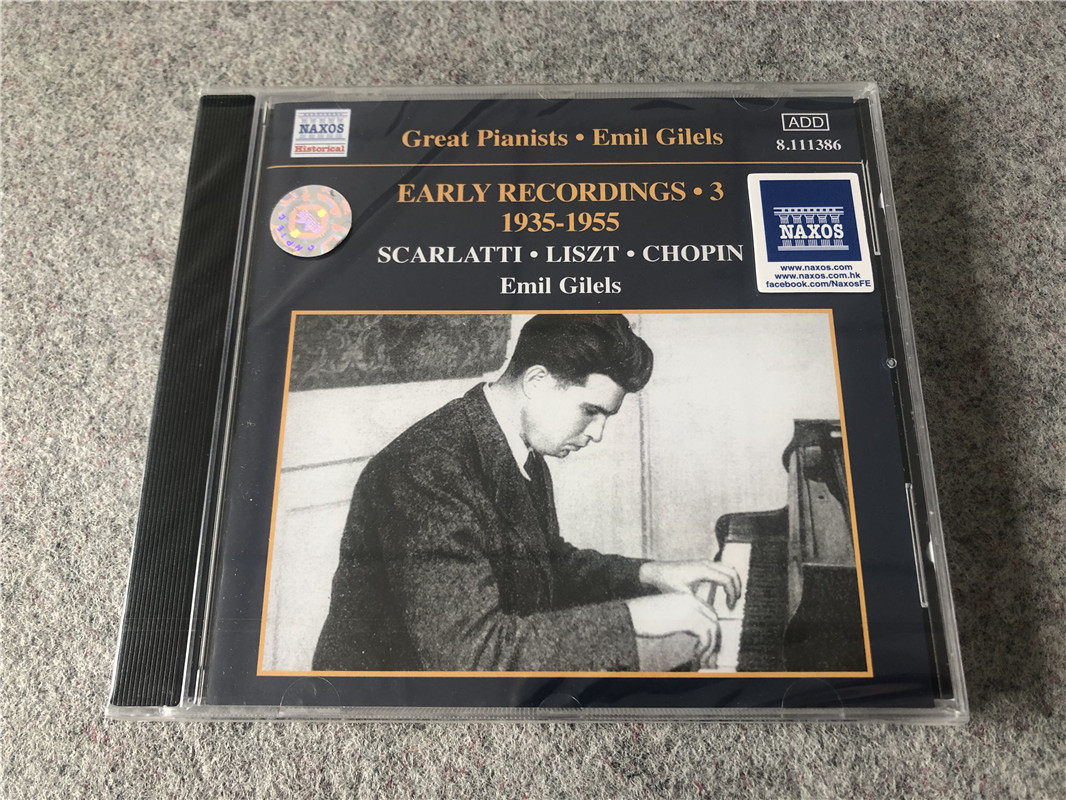 NAXOS
Historical
Great Pianists • Emil Gilels
ADD
8.111386
EARLY RECORDINGS • 3
1935-1955
SCARLATTI • LISZT • CHOPIN
Emil Gilels
NAXOS
www.naxos.com
www.naxos.com.hk
facebook.com/NaxosFE